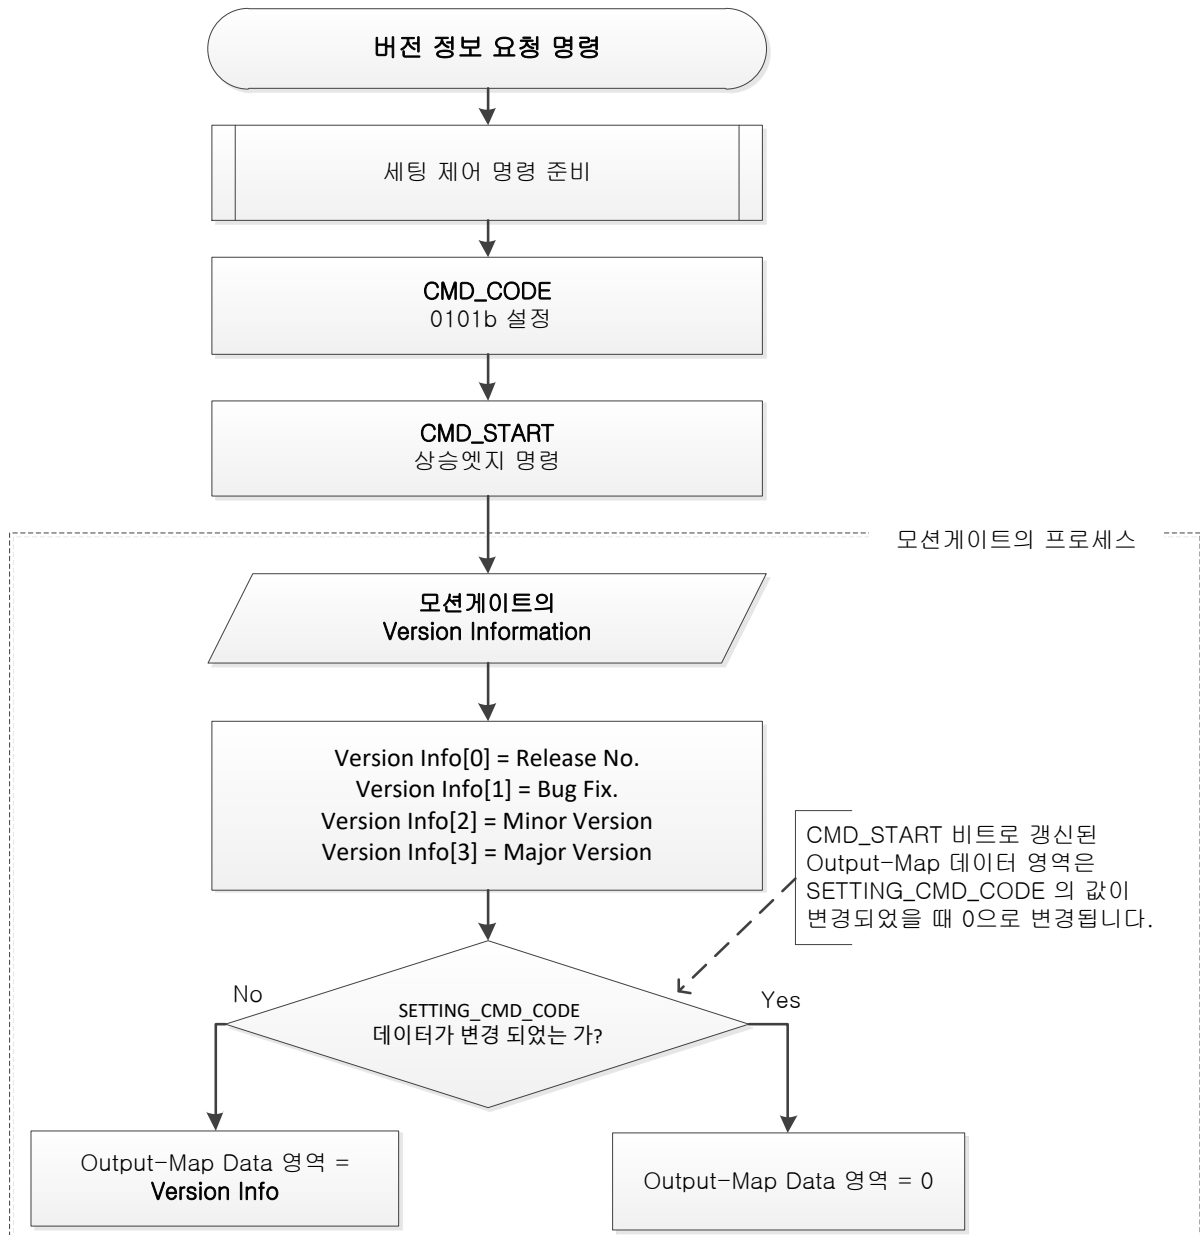 버전 정보 요청 명령
세팅 제어 명령 준비
CMD_CODE
0101b 설정
CMD_START
상승엣지 명령
모션게이트의 프로세스
모션게이트의
Version Information
Version Info[0] = Release No.
Version Info[1] = Bug Fix.
Version Info[2] = Minor Version
Version Info[3] = Major Version
CMD_START 비트로 갱신된
Output-Map 데이터 영역은
SETTING_CMD_CODE 의 값이
변경되었을 때 0으로 변경됩니다.
No
Yes
SETTING_CMD_CODE
데이터가 변경 되었는 가?
Output-Map Data 영역 =
Version Info
Output-Map Data 영역 = 0